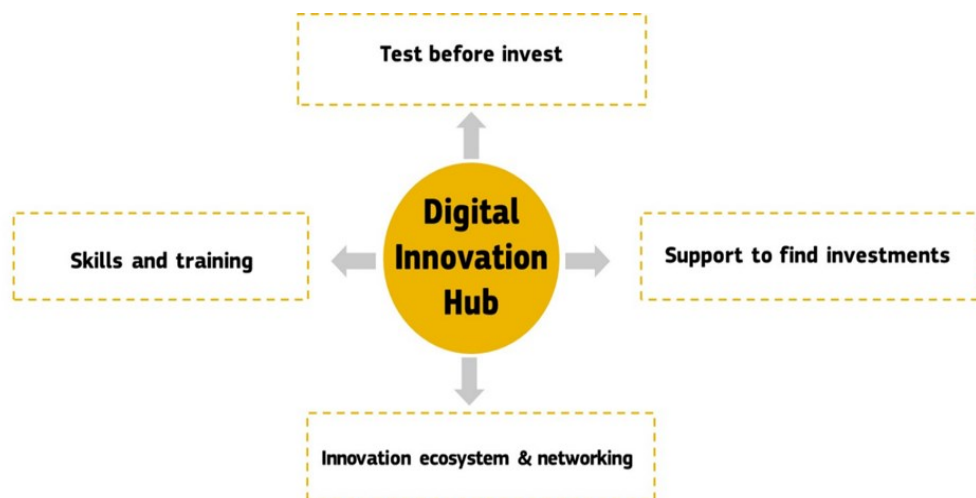 Test before invest
Skills and training
Digital
Innovation
Hub
Support to find investments
Innovation ecosystem & networking